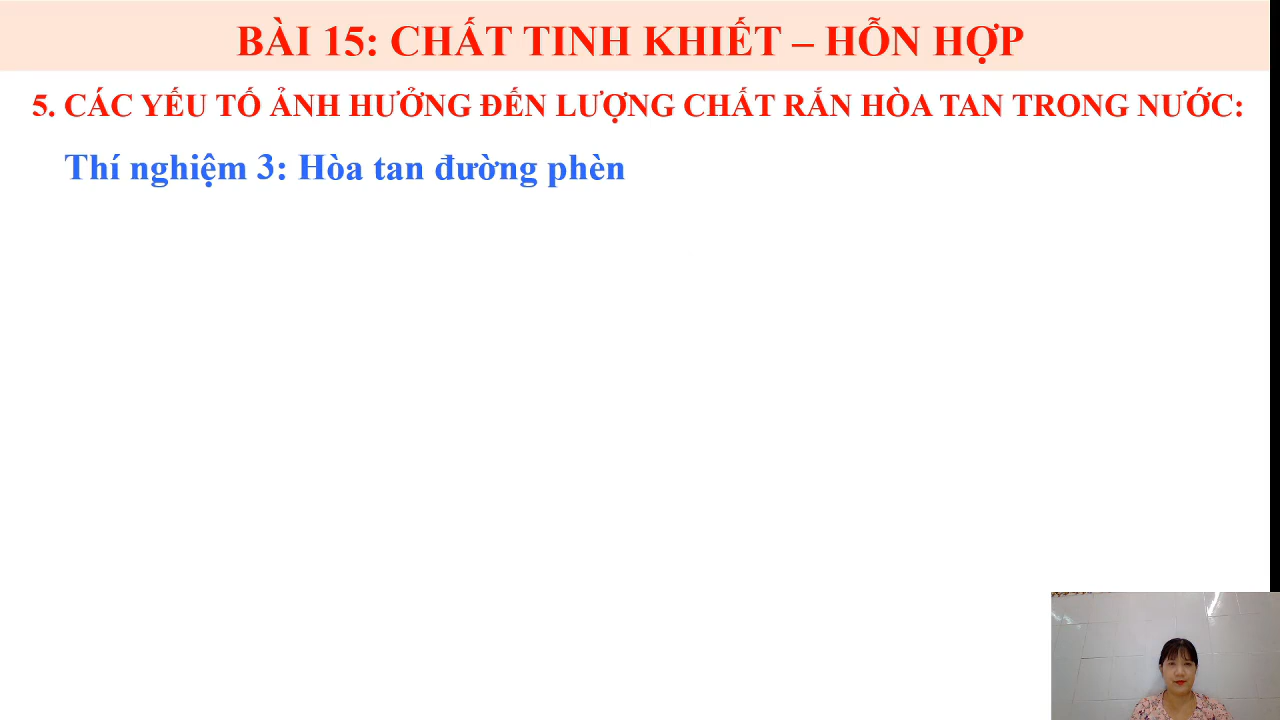 BÀI 15: CHẤT TINH KHIẾT – HỖN HỢP
5. CÁC YẾU TỐ ẢNH HƯỞNG ĐẾN LƯỢNG CHẤT RẮN HÒA TAN TRONG NƯỚC:
Thí nghiệm 3: Hòa tan đường phèn